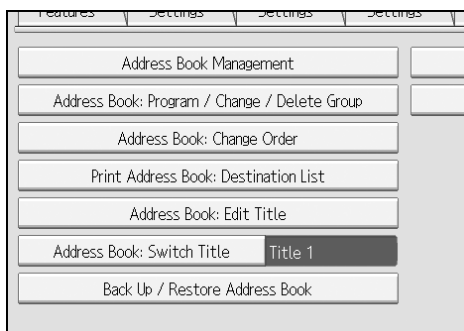 Features Settings Settings Settings
Address Book Management
Address Book: Program / Change / Delete Group
Address Book: Change Order
Print Address Book: Destination List
Address Book: Edit Title
Address Book: Switch Title Title 1
Back Up / Restore Address Book